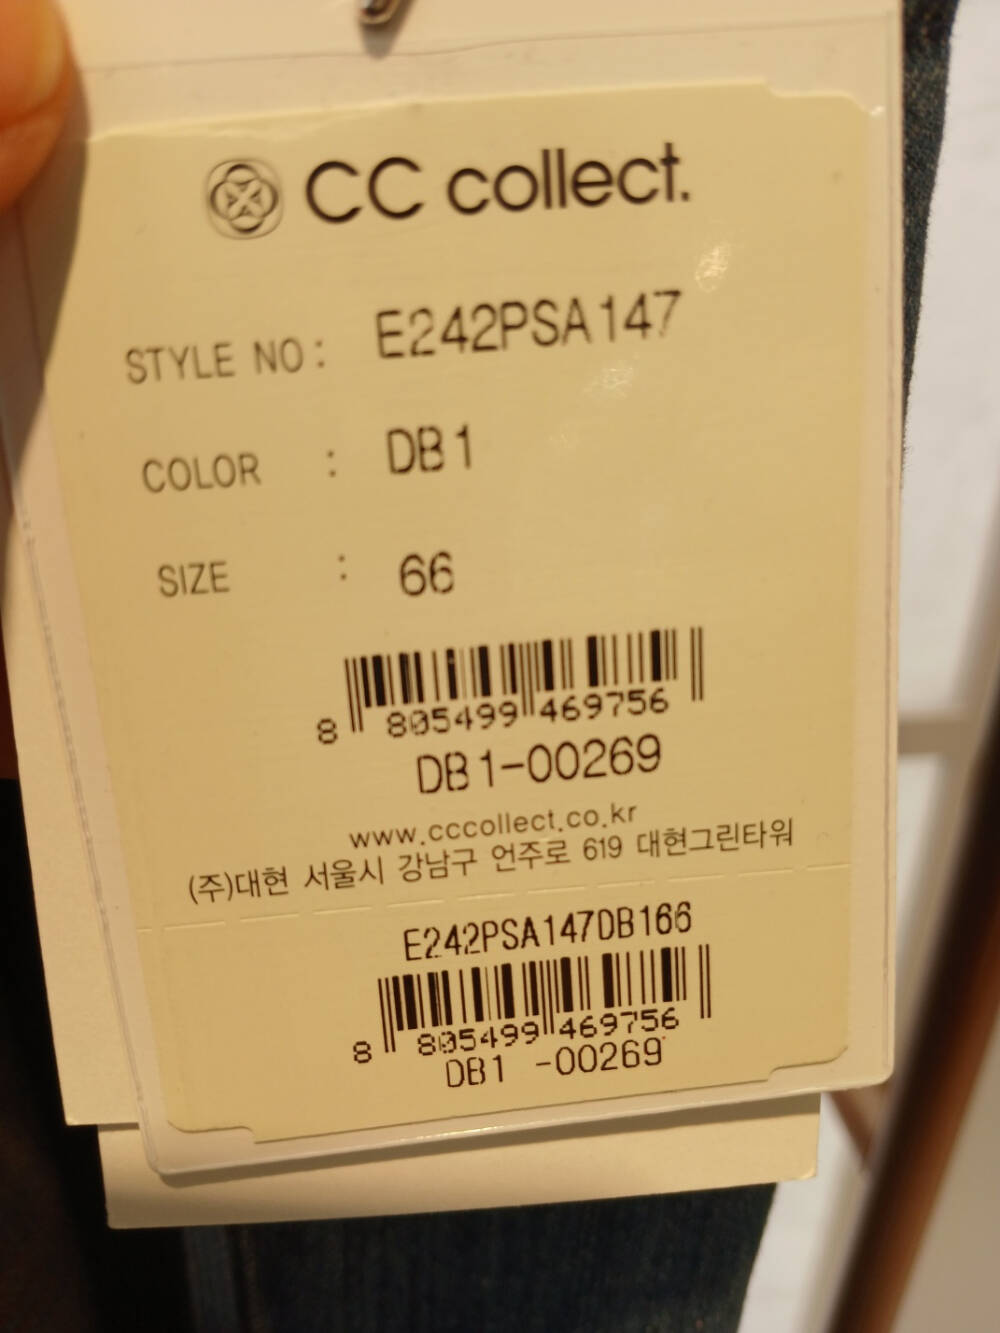 CC collect.
STYLE NO : E242PSA147
COLOR : DB1
SIZE : 66
8 805499 469756
DB1-00269
www.cccollect.co.kr
(주)대현 서울시 강남구 언주로 619 대현그린타워
E242PSA147DB166
8 805499 469756
DB1 -00269